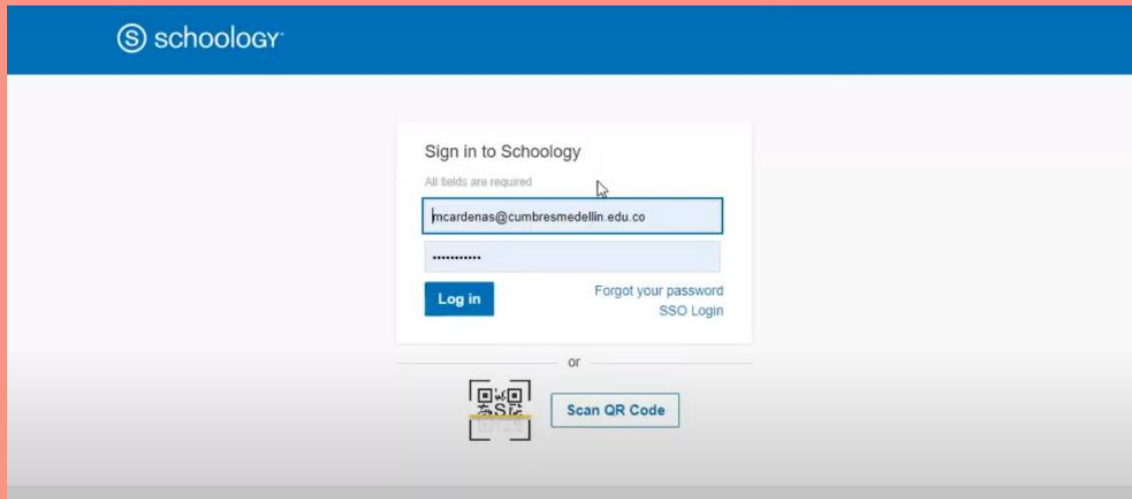 schoology
Sign in to Schoology
All fields are required
mcardenas@cumbresmedellin.edu.co
•••••••••••
Log in
Forgot your password
SSO Login
or
Scan QR Code